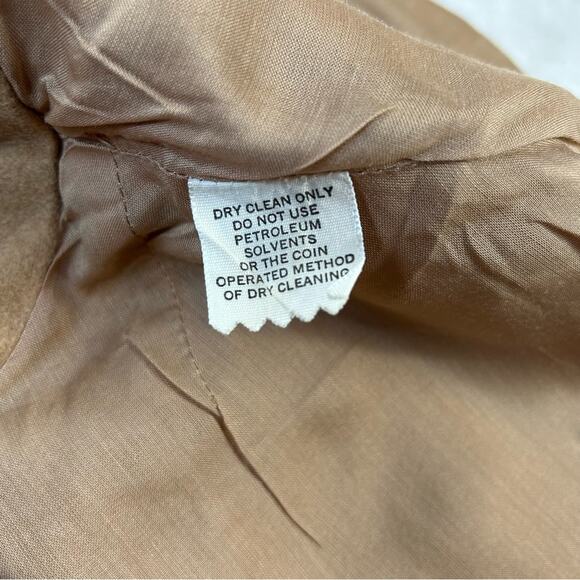 DRY CLEAN ONLY
DO NOT USE
PETROLEUM
SOLVENTS
OR THE COIN
OPERATED METHOD
OF DRY CLEANING